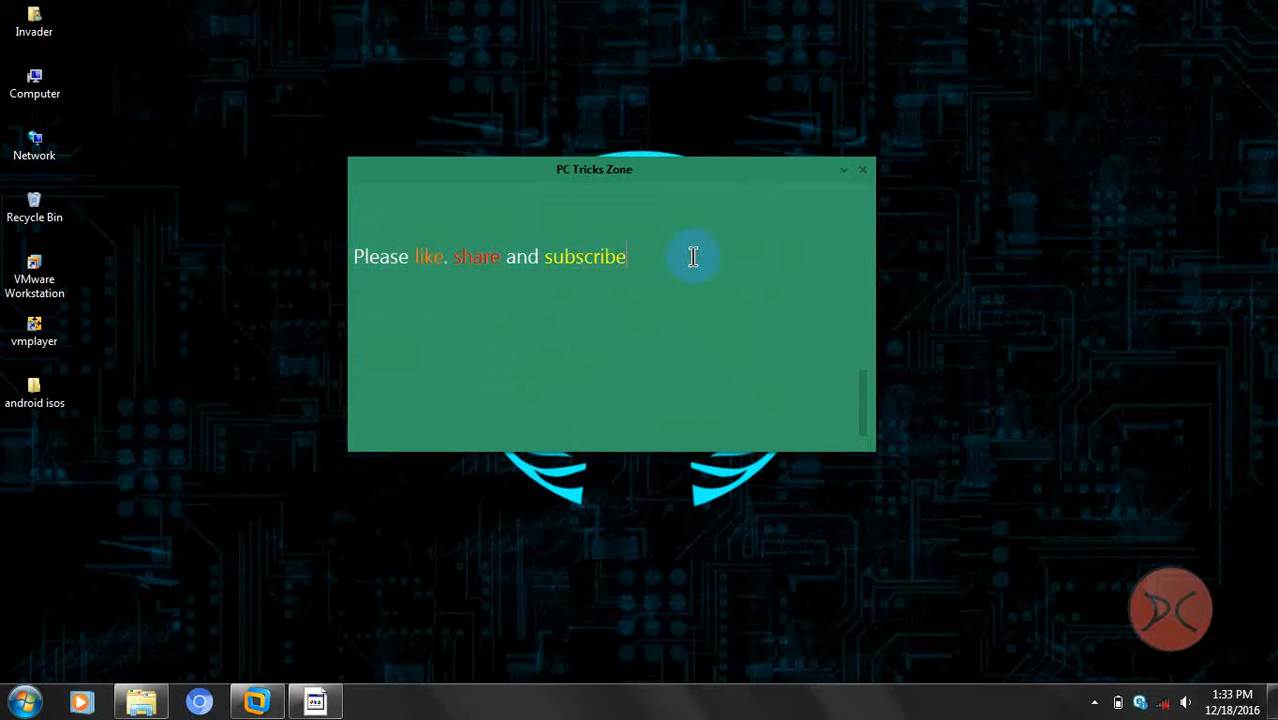 Invader
Computer
Network
Recycle Bin
VMware
Workstation
vmplayer
android isos
PC Tricks Zone
Please like. share and subscribe
1:33 PM
12/18/2016